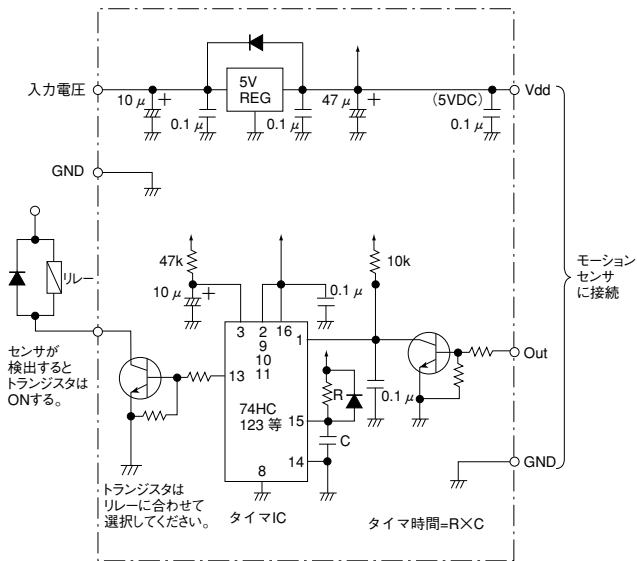 入力電圧
10μ
+
0.1μ
5V
REG
0.1μ
47μ
+
(5VDC)
0.1μ
Vdd
GND
リレー
47k
10μ
+
0.1μ
10k
モーション
センサ
に接続
センサが
検出すると
トランジスタは
ONする。
3
2
16
9
10
11
1
13
74HC
123等
15
14
8
R
C
0.1μ
Out
GND
トランジスタは
リレーに合わせて
選択してください。
タイマIC
タイマ時間=R×C